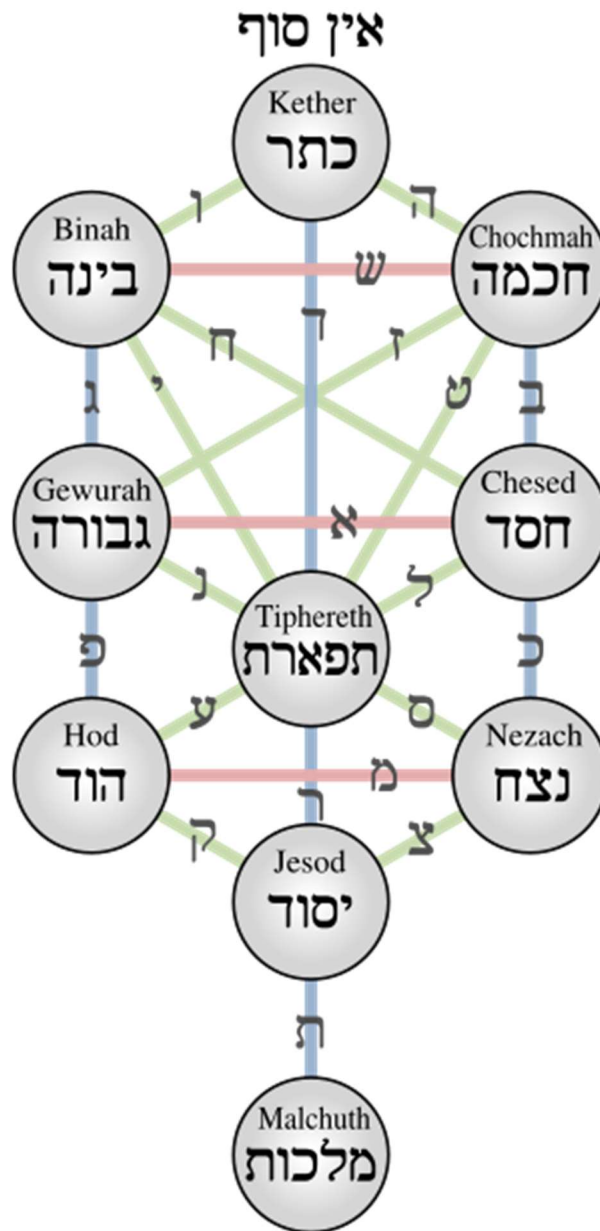 אין סוף
Kether
כתר
ו
ה
Binah
בינה
Chochmah
חכמה
ש
ד
ח
ז
ג
י
ט
ב
Gewurah
גבורה
Chesed
חסד
א
נ
ל
Tiphereth
תפארת
פ
כ
ע
ס
Hod
הוד
Nezach
נצח
מ
ר
ק
צ
Jesod
יסוד
ת
Malchuth
מלכות